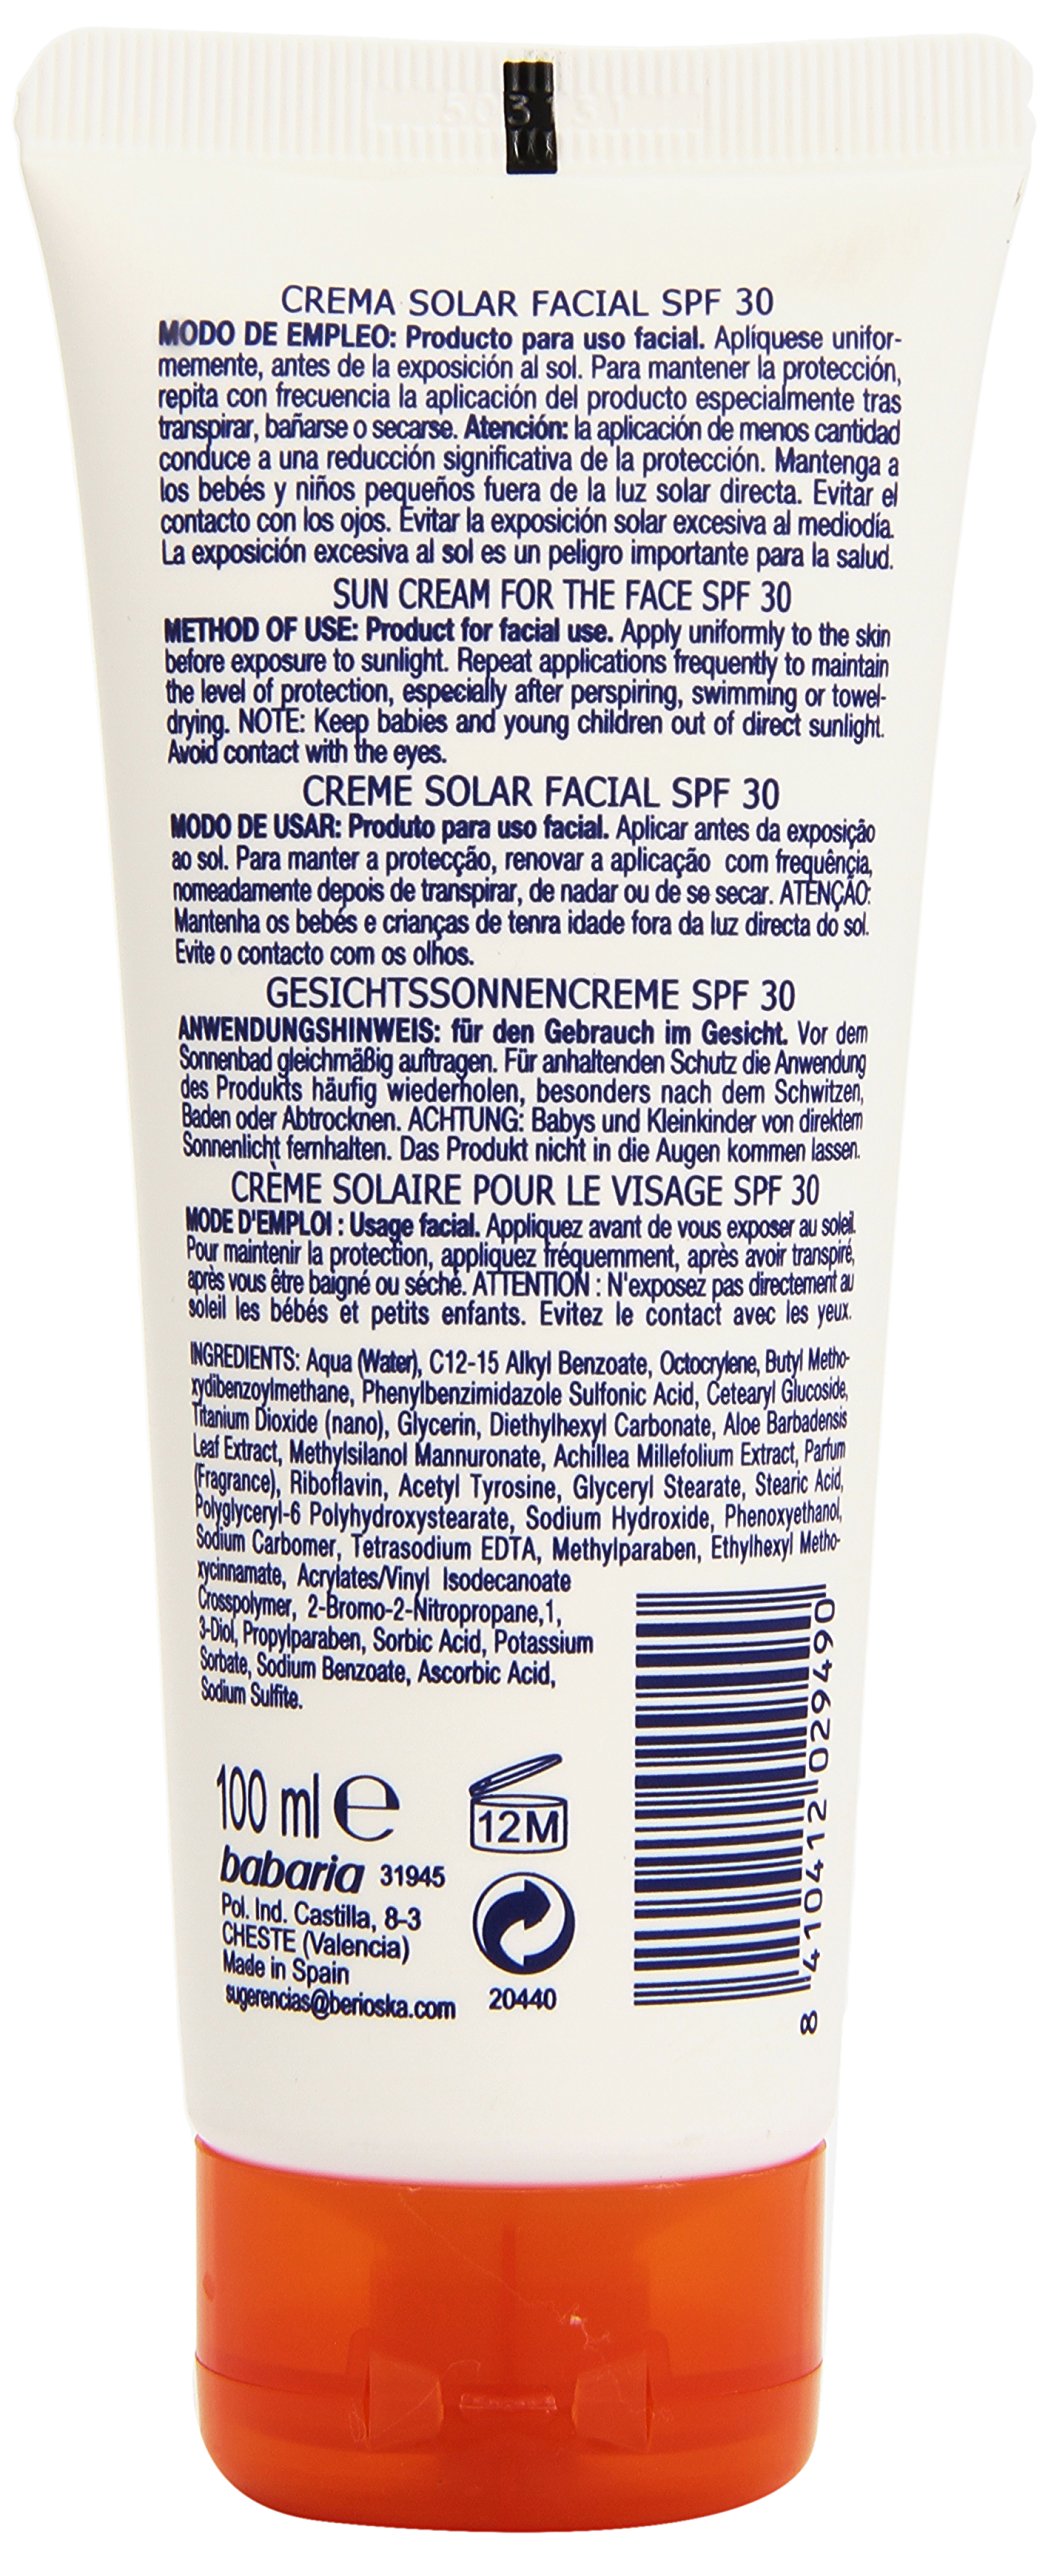 CREMA SOLAR FACIAL SPF 30
MODO DE EMPLEO: Producto para uso facial. Aplíquese unifor-
memente, antes de la exposición al sol. Para mantener la protección,
repita con frecuencia la aplicación del producto especialmente tras
transpirar, bañarse o secarse. Atención: la aplicación de menos cantidad
conduce a una reducción significativa de la protección. Mantenga a
los bebés y niños pequeños fuera de la luz solar directa. Evitar el
contacto con los ojos. Evitar la exposición solar excesiva al mediodía.
La exposición excesiva al sol es un peligro importante para la salud.
SUN CREAM FOR THE FACE SPF 30
METHOD OF USE: Product for facial use. Apply uniformly to the skin
before exposure to sunlight. Repeat applications frequently to maintain
the level of protection, especially after perspiring, swimming or towel-
drying. NOTE: Keep babies and young children out of direct sunlight.
Avoid contact with the eyes.
CREME SOLAR FACIAL SPF 30
MODO DE USAR: Produto para uso facial. Aplicar antes da exposição
ao sol. Para manter a protecção, renovar a aplicação com frequência,
nomeadamente depois de transpirar, de nadar ou de se secar. ATENÇÃO:
Mantenha os bebés e crianças de tenra idade fora da luz directa do sol.
Evite o contacto com os olhos.
GESICHTSSONNENCREME SPF 30
ANWENDUNGSHINWEIS: für den Gebrauch im Gesicht. Vor dem
Sonnenbad gleichmäßig auftragen. Für anhaltenden Schutz die Anwendung
des Produkts häufig wiederholen, besonders nach dem Schwitzen,
Baden oder Abtrocknen. ACHTUNG: Babys und Kleinkinder von direktem
Sonnenlicht fernhalten. Das Produkt nicht in die Augen kommen lassen.
CRÈME SOLAIRE POUR LE VISAGE SPF 30
MODE D'EMPLOI : Usage facial. Appliquez avant de vous exposer au soleil.
Pour maintenir la protection, appliquez fréquemment, après avoir transpiré,
après vous être baigné ou séché. ATTENTION : N'exposez pas directement au
soleil les bébés et petits enfants. Evitez le contact avec les yeux.
INGREDIENTS: Aqua (Water), C12-15 Alkyl Benzoate, Octocrylene, Butyl Metho-
xydibenzoylmethane, Phenylbenzimidazole Sulfonic Acid, Cetearyl Glucoside,
Titanium Dioxide (nano), Glycerin, Diethylhexyl Carbonate, Aloe Barbadensis
Leaf Extract, Methylsilanol Mannuronate, Achillea Millefolium Extract, Parfum
(Fragrance), Riboflavin, Acetyl Tyrosine, Glyceryl Stearate, Stearic Acid,
Polyglyceryl-6 Polyhydroxystearate, Sodium Hydroxide, Phenoxyethanol,
Sodium Carbomer, Tetrasodium EDTA, Methylparaben, Ethylhexyl Metho-
xycinnamate, Acrylates/Vinyl Isodecanoate
Crosspolymer, 2-Bromo-2-Nitropropane,1,
3-Diol, Propylparaben, Sorbic Acid, Potassium
Sorbate, Sodium Benzoate, Ascorbic Acid,
Sodium Sulfite.
100 ml e
12M
babaria 31945
Pol. Ind. Castilla, 8-3
CHESTE (Valencia)
Made in Spain
sugerencias@berioska.com
20440
8 410412 029490